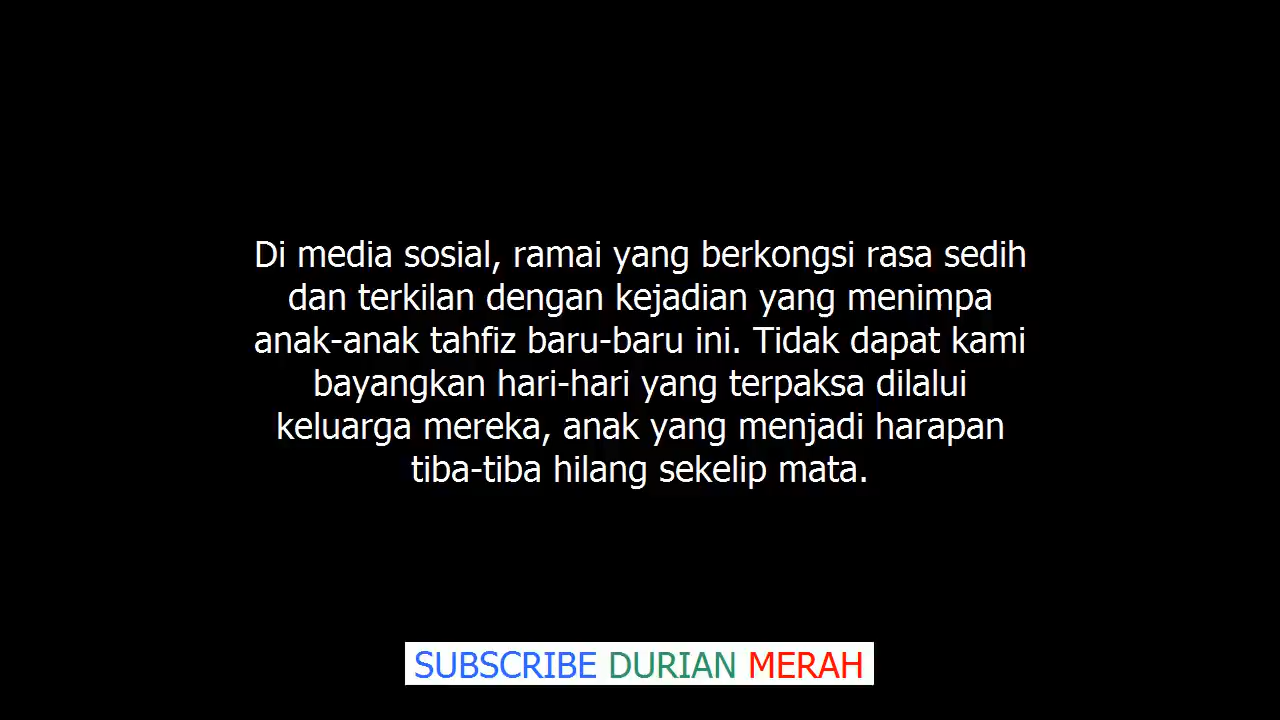 Di media sosial, ramai yang berkongsi rasa sedih
dan terkilan dengan kejadian yang menimpa
anak-anak tahfiz baru-baru ini. Tidak dapat kami
bayangkan hari-hari yang terpaksa dilalui
keluarga mereka, anak yang menjadi harapan
tiba-tiba hilang sekelip mata.
SUBSCRIBE DURIAN MERAH